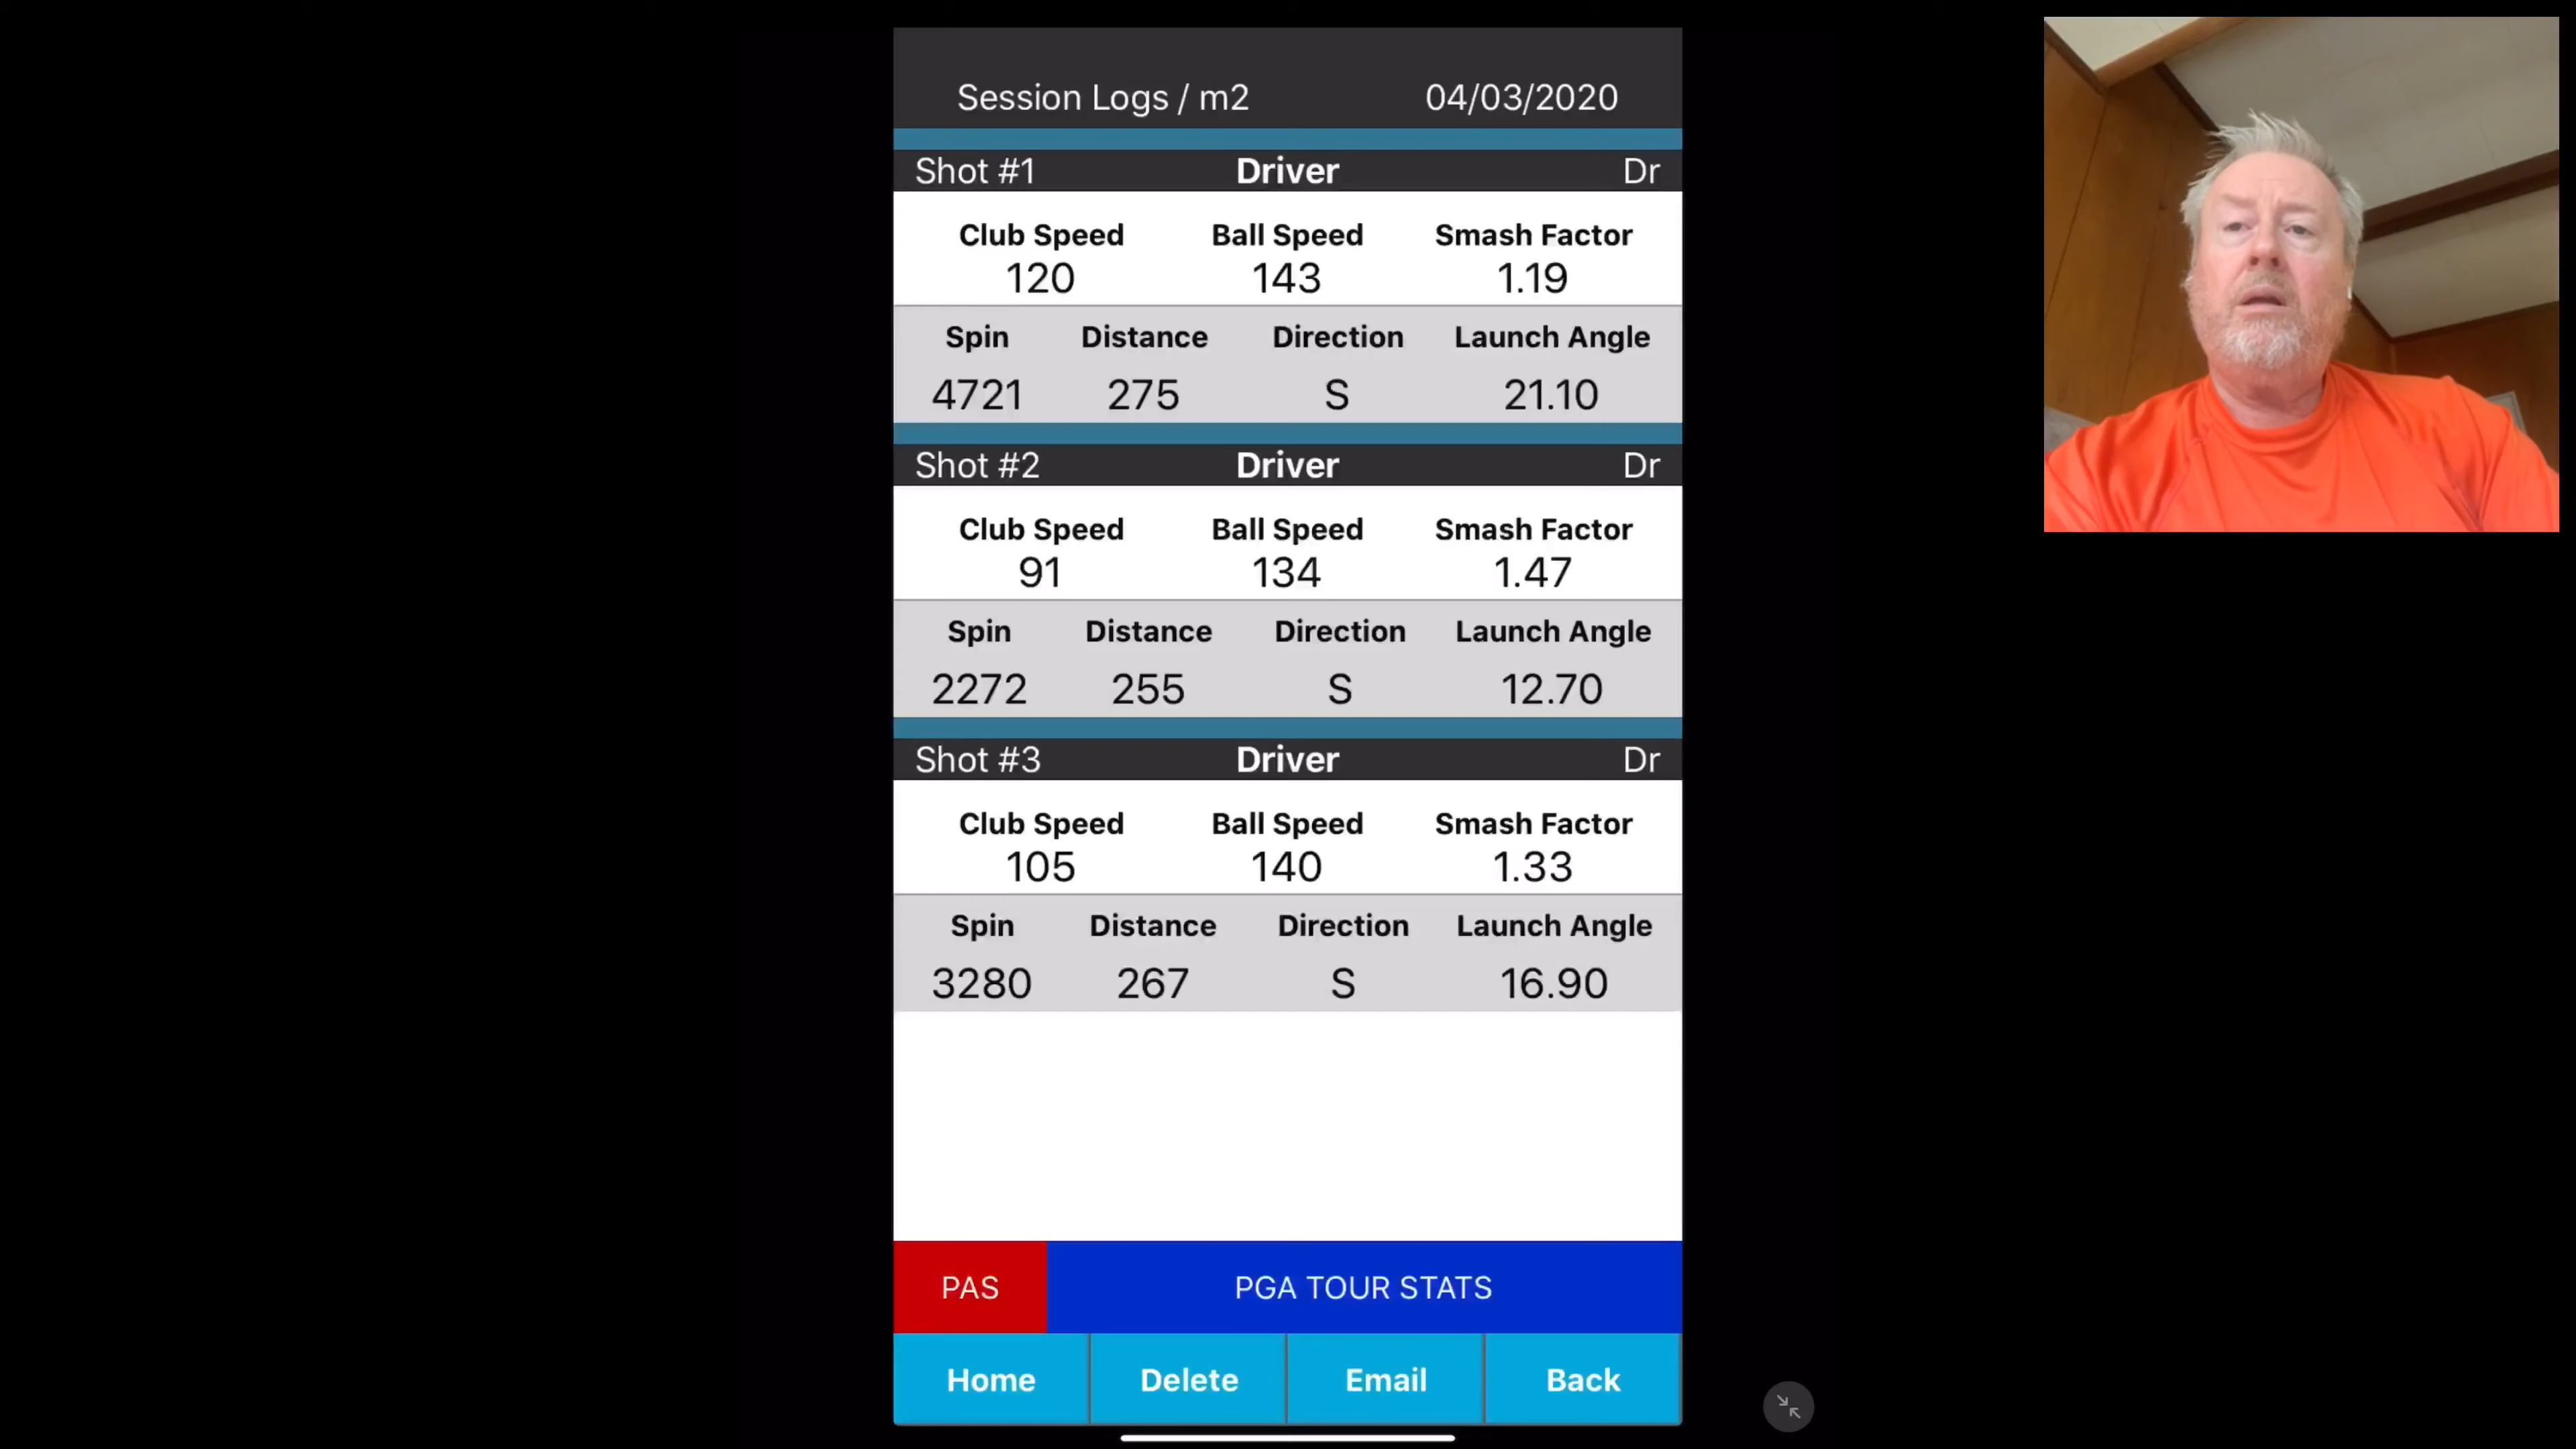 Session Logs / m2 04/03/2020
Shot #1 Driver Dr
Club Speed Ball Speed Smash Factor
120 143 1.19
Spin Distance Direction Launch Angle
4721 275 S 21.10
Shot #2 Driver Dr
Club Speed Ball Speed Smash Factor
91 134 1.47
Spin Distance Direction Launch Angle
2272 255 S 12.70
Shot #3 Driver Dr
Club Speed Ball Speed Smash Factor
105 140 1.33
Spin Distance Direction Launch Angle
3280 267 S 16.90
PAS PGA TOUR STATS
Home Delete Email Back